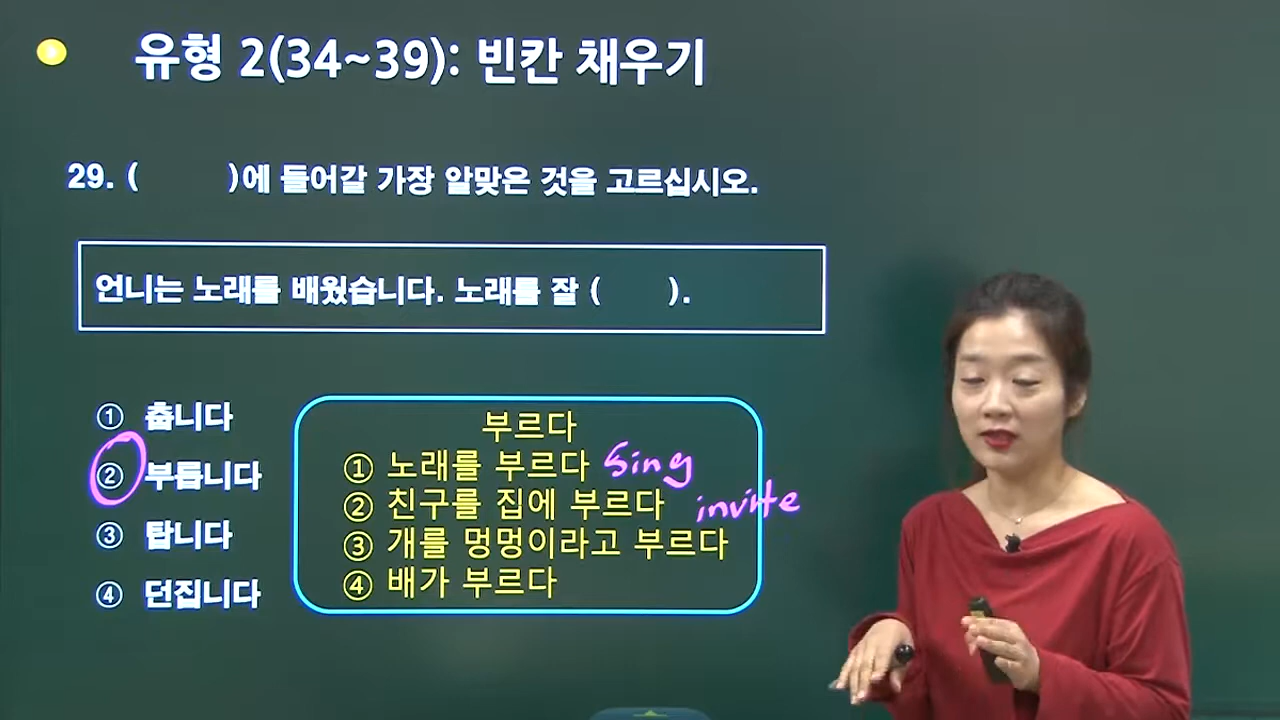 유형 2(34~39): 빈칸 채우기
29. ( )에 들어갈 가장 알맞은 것을 고르십시오.
언니는 노래를 배웠습니다. 노래를 잘 ( ).
① 춥니다
② 부릅니다
③ 탑니다
④ 던집니다
부르다
① 노래를 부르다 sing
② 친구를 집에 부르다 invite
③ 개를 멍멍이라고 부르다
④ 배가 부르다